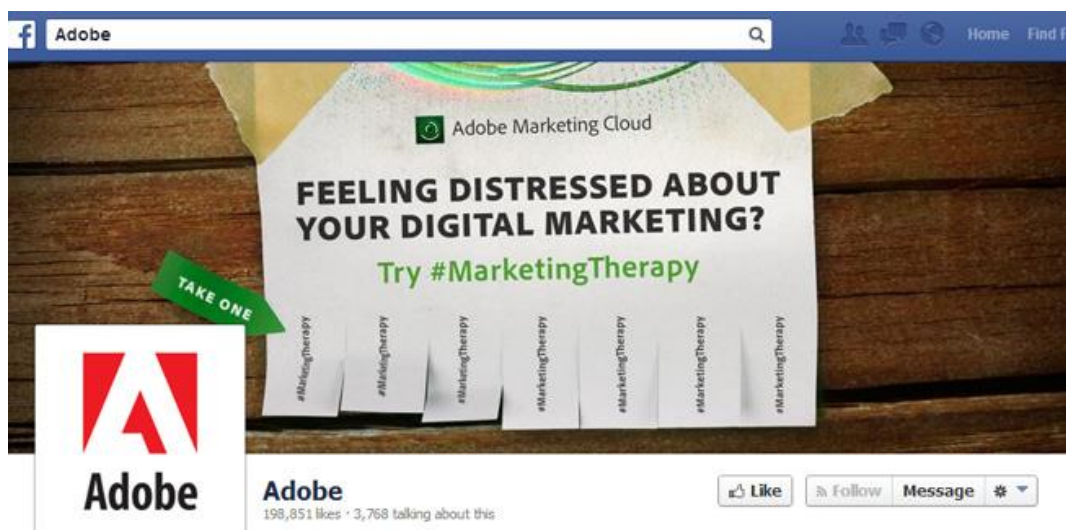 f
Adobe
Home Find F
Adobe Marketing Cloud
FEELING DISTRESSED ABOUT
YOUR DIGITAL MARKETING?
Try #MarketingTherapy
TAKE ONE
#MarketingTherapy
#MarketingTherapy
#MarketingTherapy
#MarketingTherapy
#MarketingTherapy
#MarketingTherapy
#MarketingTherapy
Adobe
Adobe
198,851 likes · 3,768 talking about this
Like
Follow Message